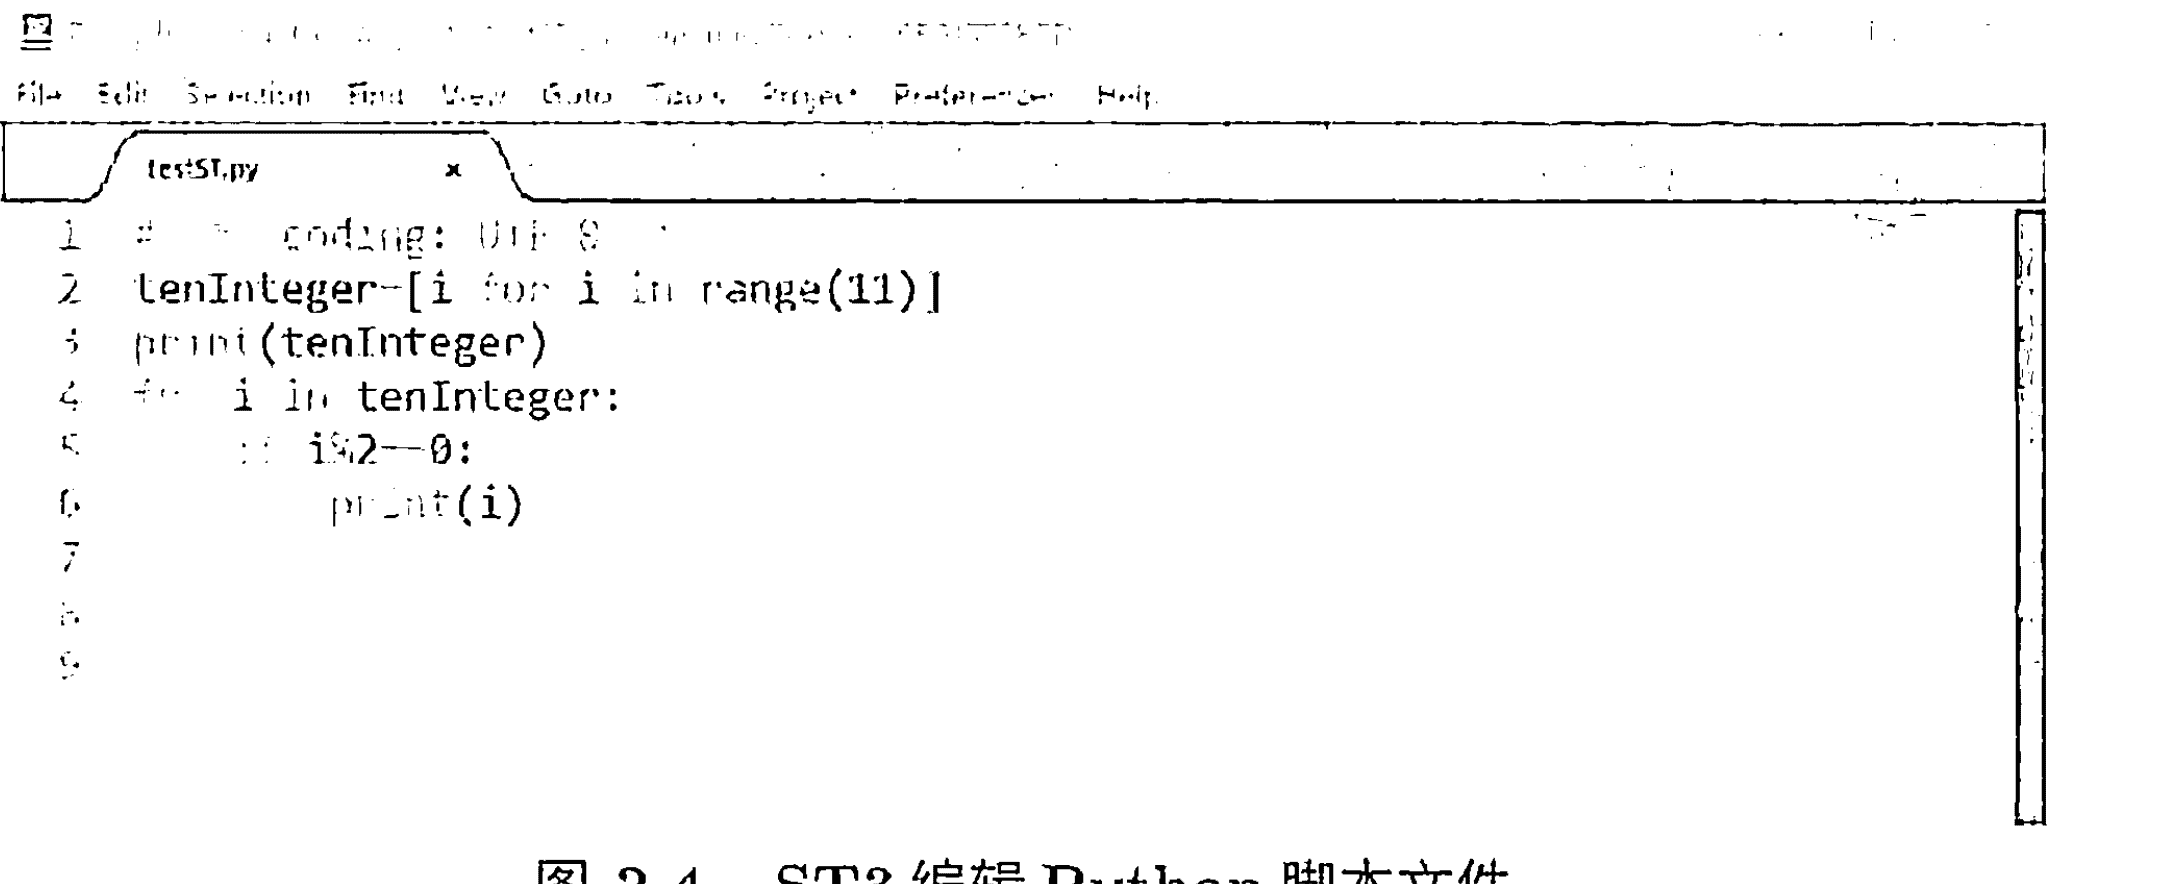 File Edit Selection Find View Goto Tools Project Preferences Help
testST.py x
1 # coding: UTF 8
2 tenInteger=[i for i in range(11)]
3 print(tenInteger)
4 for i in tenInteger:
5 if i%2==0:
6 print(i)
7
8
9
图 2.4 ST3 编辑 Python 脚本文件